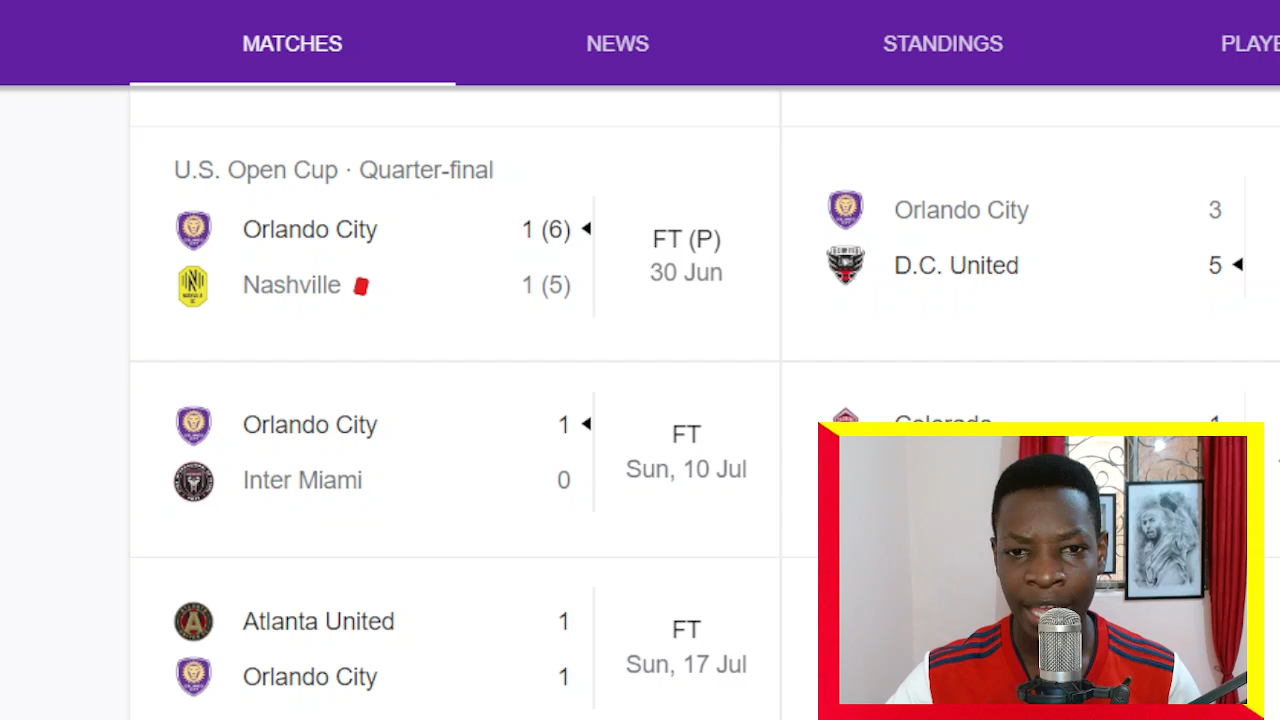 MATCHES NEWS STANDINGS
U.S. Open Cup · Quarter-final
Orlando City 1 (6)
Nashville 1 (5)
FT (P)
30 Jun
Orlando City 3
D.C. United 5
Orlando City 1
Inter Miami 0
FT
Sun, 10 Jul
Colorado 1
Atlanta United 1
Orlando City 1
FT
Sun, 17 Jul